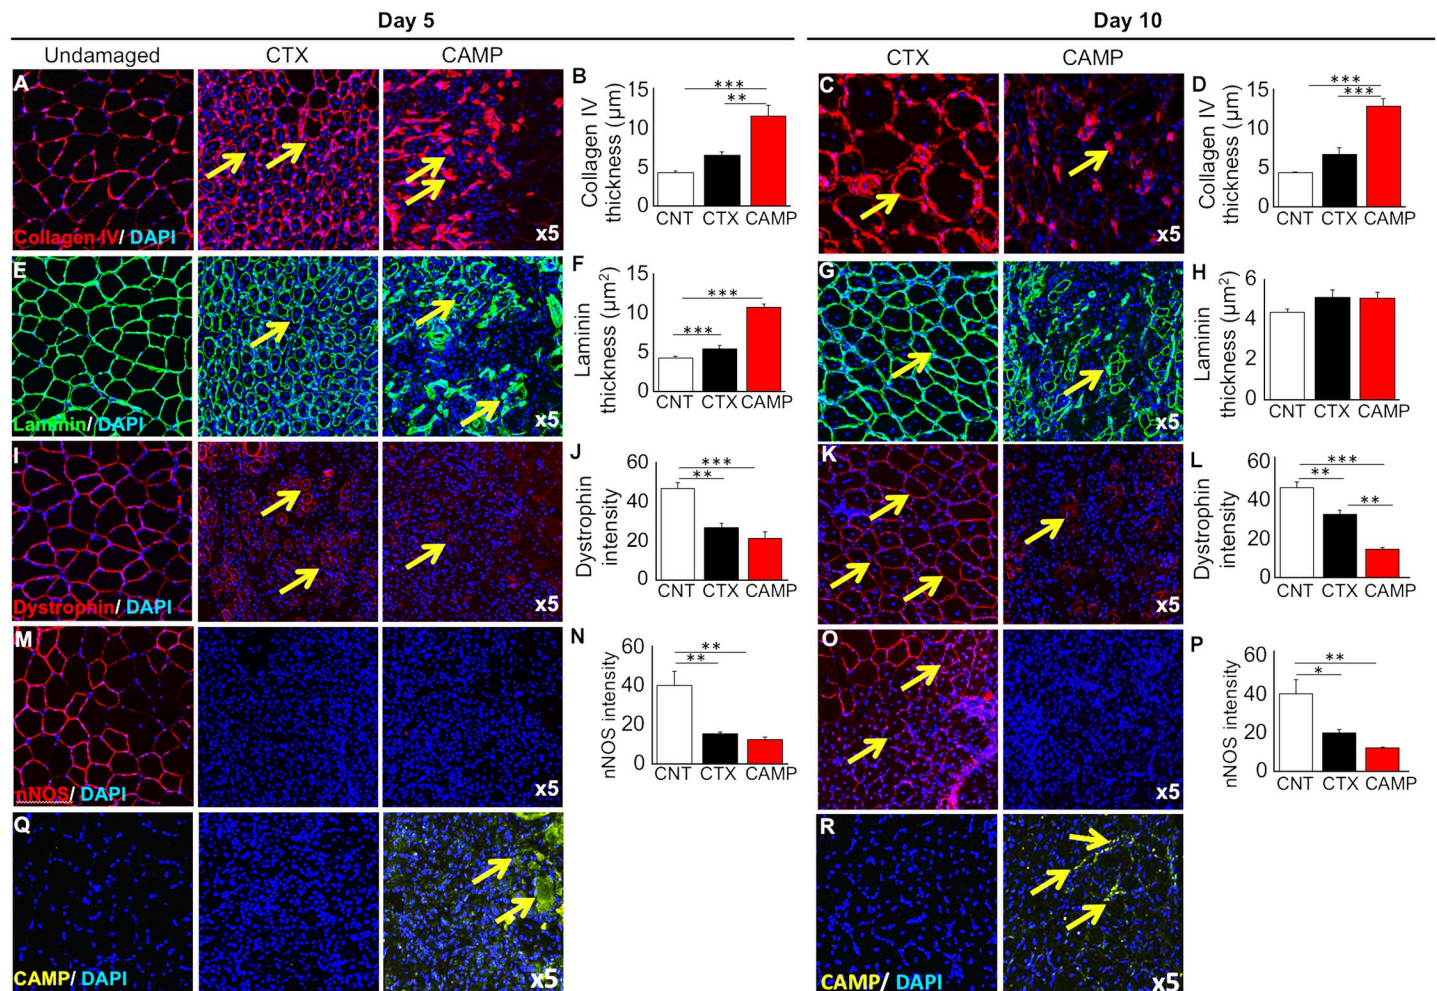 Day 5
Day 10
Undamaged
CTX
CAMP
CTX
CAMP
A
Collagen IV/ DAPI
x5
B
Collagen IV
thickness (µm)
15
10
5
0
***
**
CNT CTX CAMP
C
x5
D
Collagen IV
thickness (µm)
15
10
5
0
***
***
CNT CTX CAMP
E
Laminin/ DAPI
x5
F
Laminin
thickness (µm²)
15
10
5
0
***
***
CNT CTX CAMP
G
x5
H
Laminin
thickness (µm²)
6
4
2
0
CNT CTX CAMP
I
Dystrophin/ DAPI
x5
J
Dystrophin
intensity
60
40
20
0
***
**
CNT CTX CAMP
K
x5
L
Dystrophin
intensity
60
40
20
0
***
**
**
CNT CTX CAMP
M
nNOS/ DAPI
x5
N
nNOS intensity
60
40
20
0
**
**
CNT CTX CAMP
O
x5
P
nNOS intensity
60
40
20
0
**
*
CNT CTX CAMP
Q
CAMP/ DAPI
x5
R
CAMP/ DAPI
x5